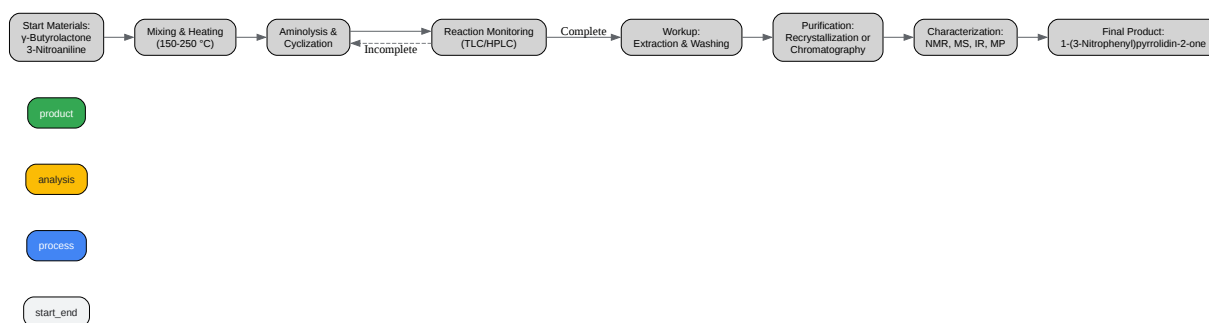 Start Materials:
γ-Butyrolactone
3-Nitroaniline
Mixing & Heating
(150-250 °C)
Aminolysis &
Cyclization
Incomplete
Reaction Monitoring
(TLC/HPLC)
Complete
Workup:
Extraction & Washing
Purification:
Recrystallization or
Chromatography
Characterization:
NMR, MS, IR, MP
Final Product:
1-(3-Nitrophenyl)pyrrolidin-2-one
product
analysis
process
start_end